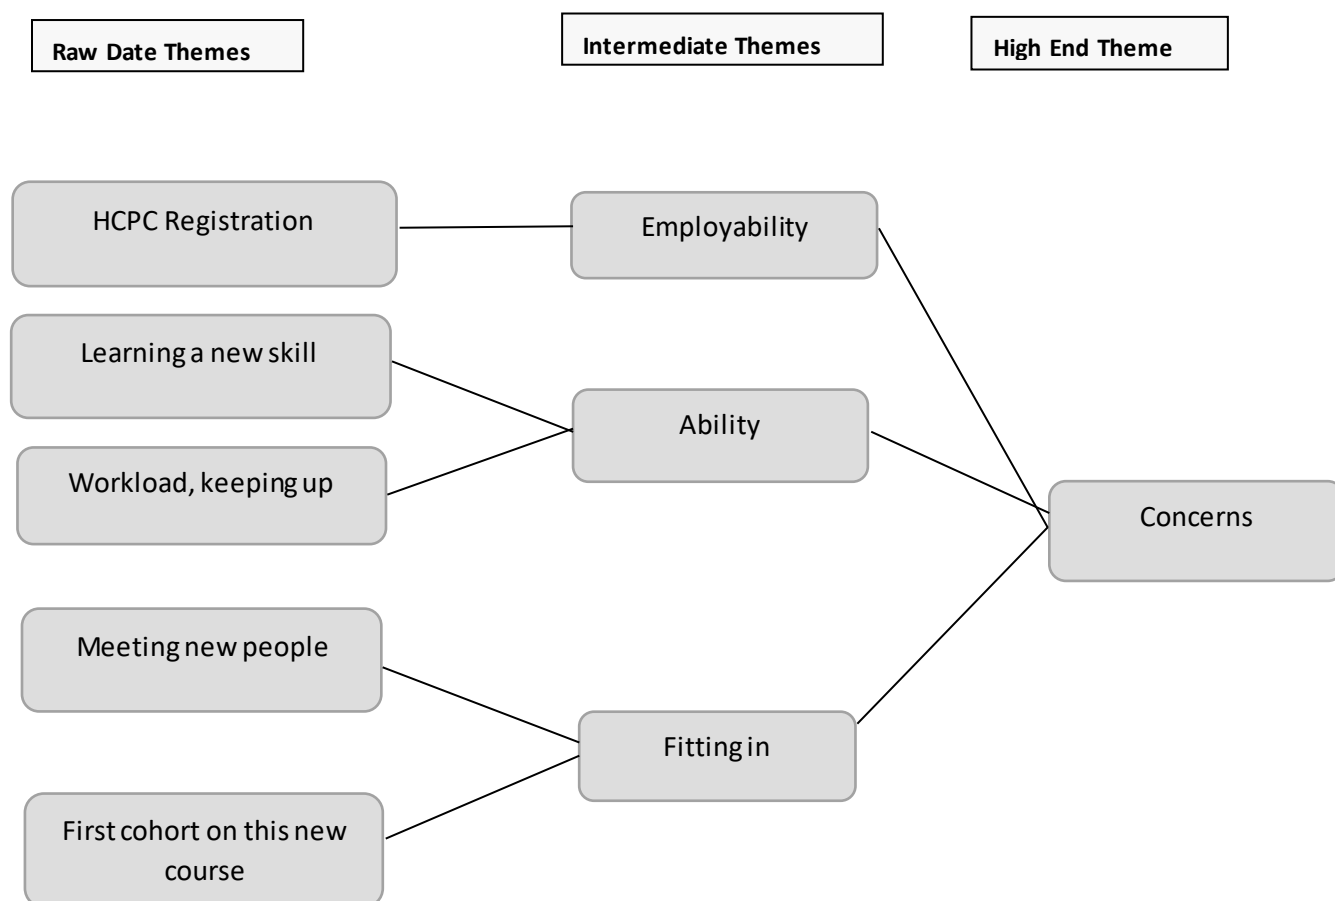 Raw Date Themes
Intermediate Themes
High End Theme
HCPC Registration
Employability
Learning a new skill
Ability
Workload, keeping up
Concerns
Meeting new people
Fitting in
First cohort on this new
course